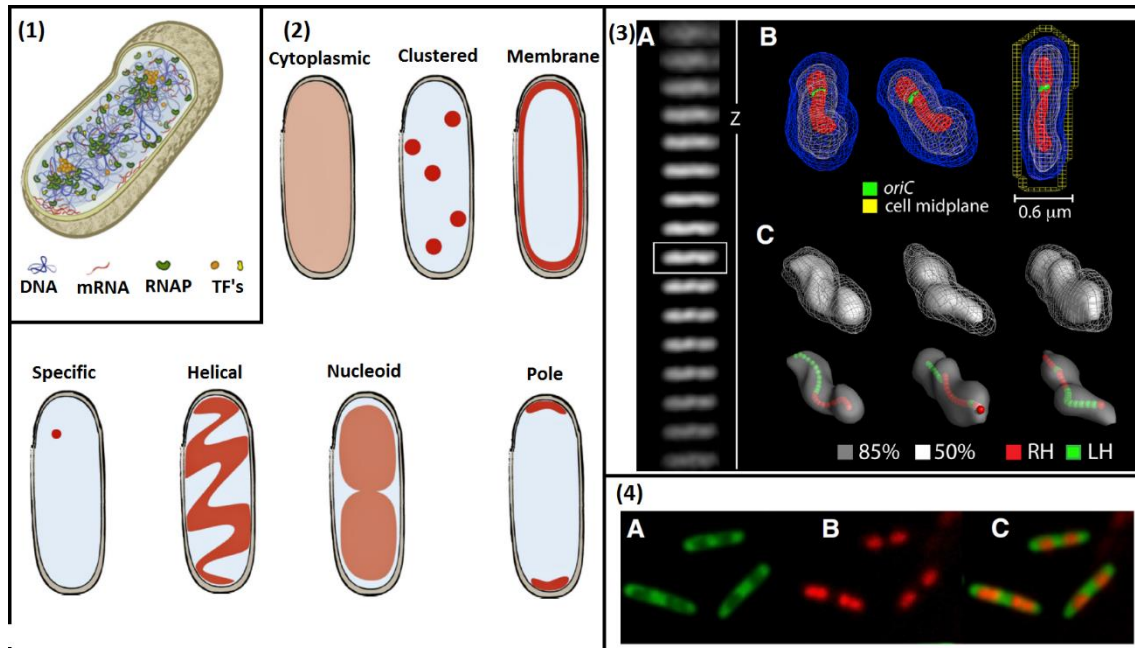 (1)
DNA mRNA RNAP TF's
(2)
Cytoplasmic Clustered Membrane
Specific Helical Nucleoid Pole
(3)
A
Z
B
oriC
cell midplane
0.6 μm
C
85% 50% RH LH
(4)
A B C